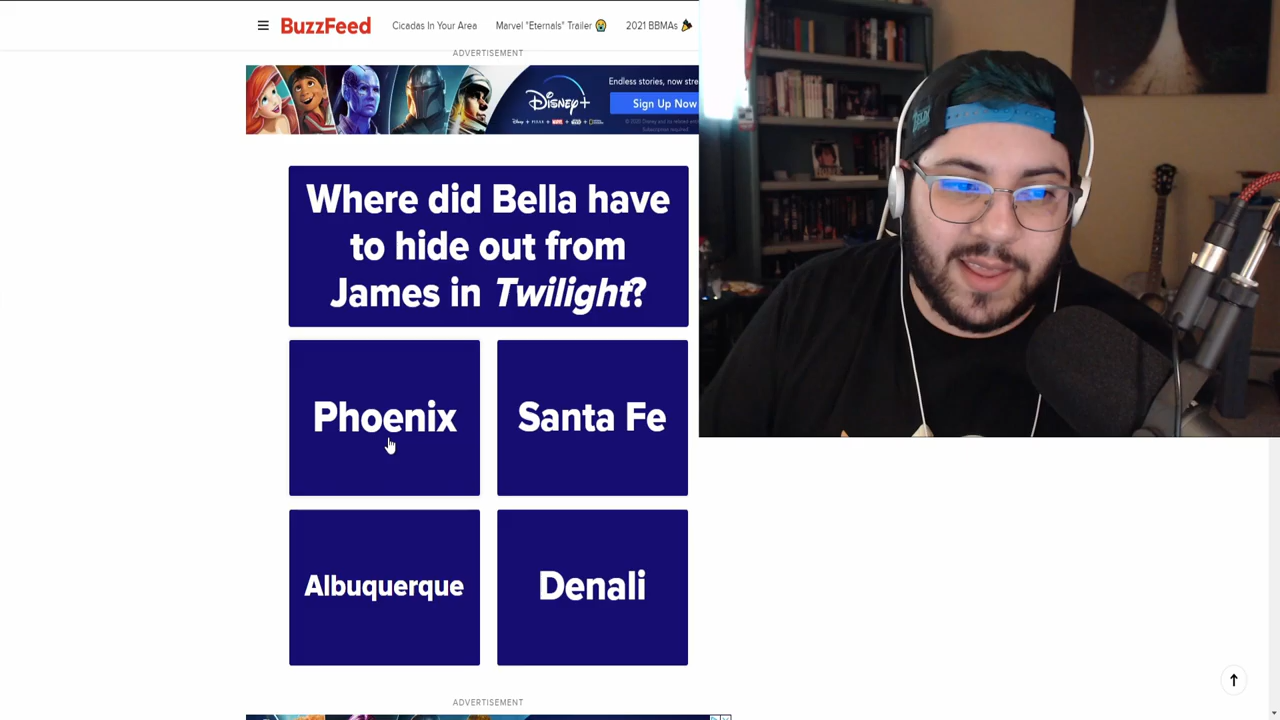 BuzzFeed
Cicadas In Your Area
Marvel "Eternals" Trailer 😭
2021 BBMAs 🎤
ADVERTISEMENT
Endless stories, now stre
Disney+
Sign Up Now
Where did Bella have
to hide out from
James in Twilight?
Phoenix
Santa Fe
Albuquerque
Denali
ADVERTISEMENT